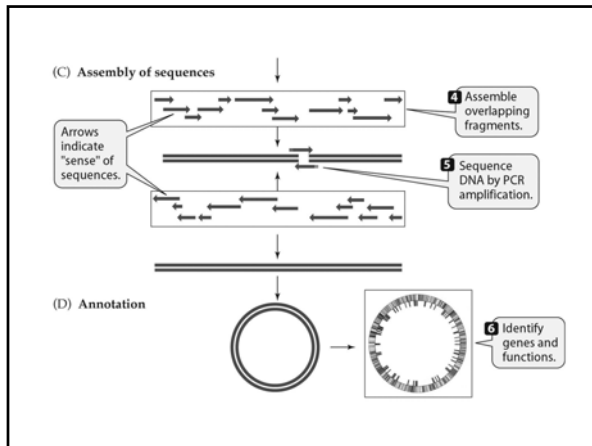 (C) Assembly of sequences
4 Assemble
overlapping
fragments.
Arrows
indicate
"sense" of
sequences.
5 Sequence
DNA by PCR
amplification.
(D) Annotation
6 Identify
genes and
functions.